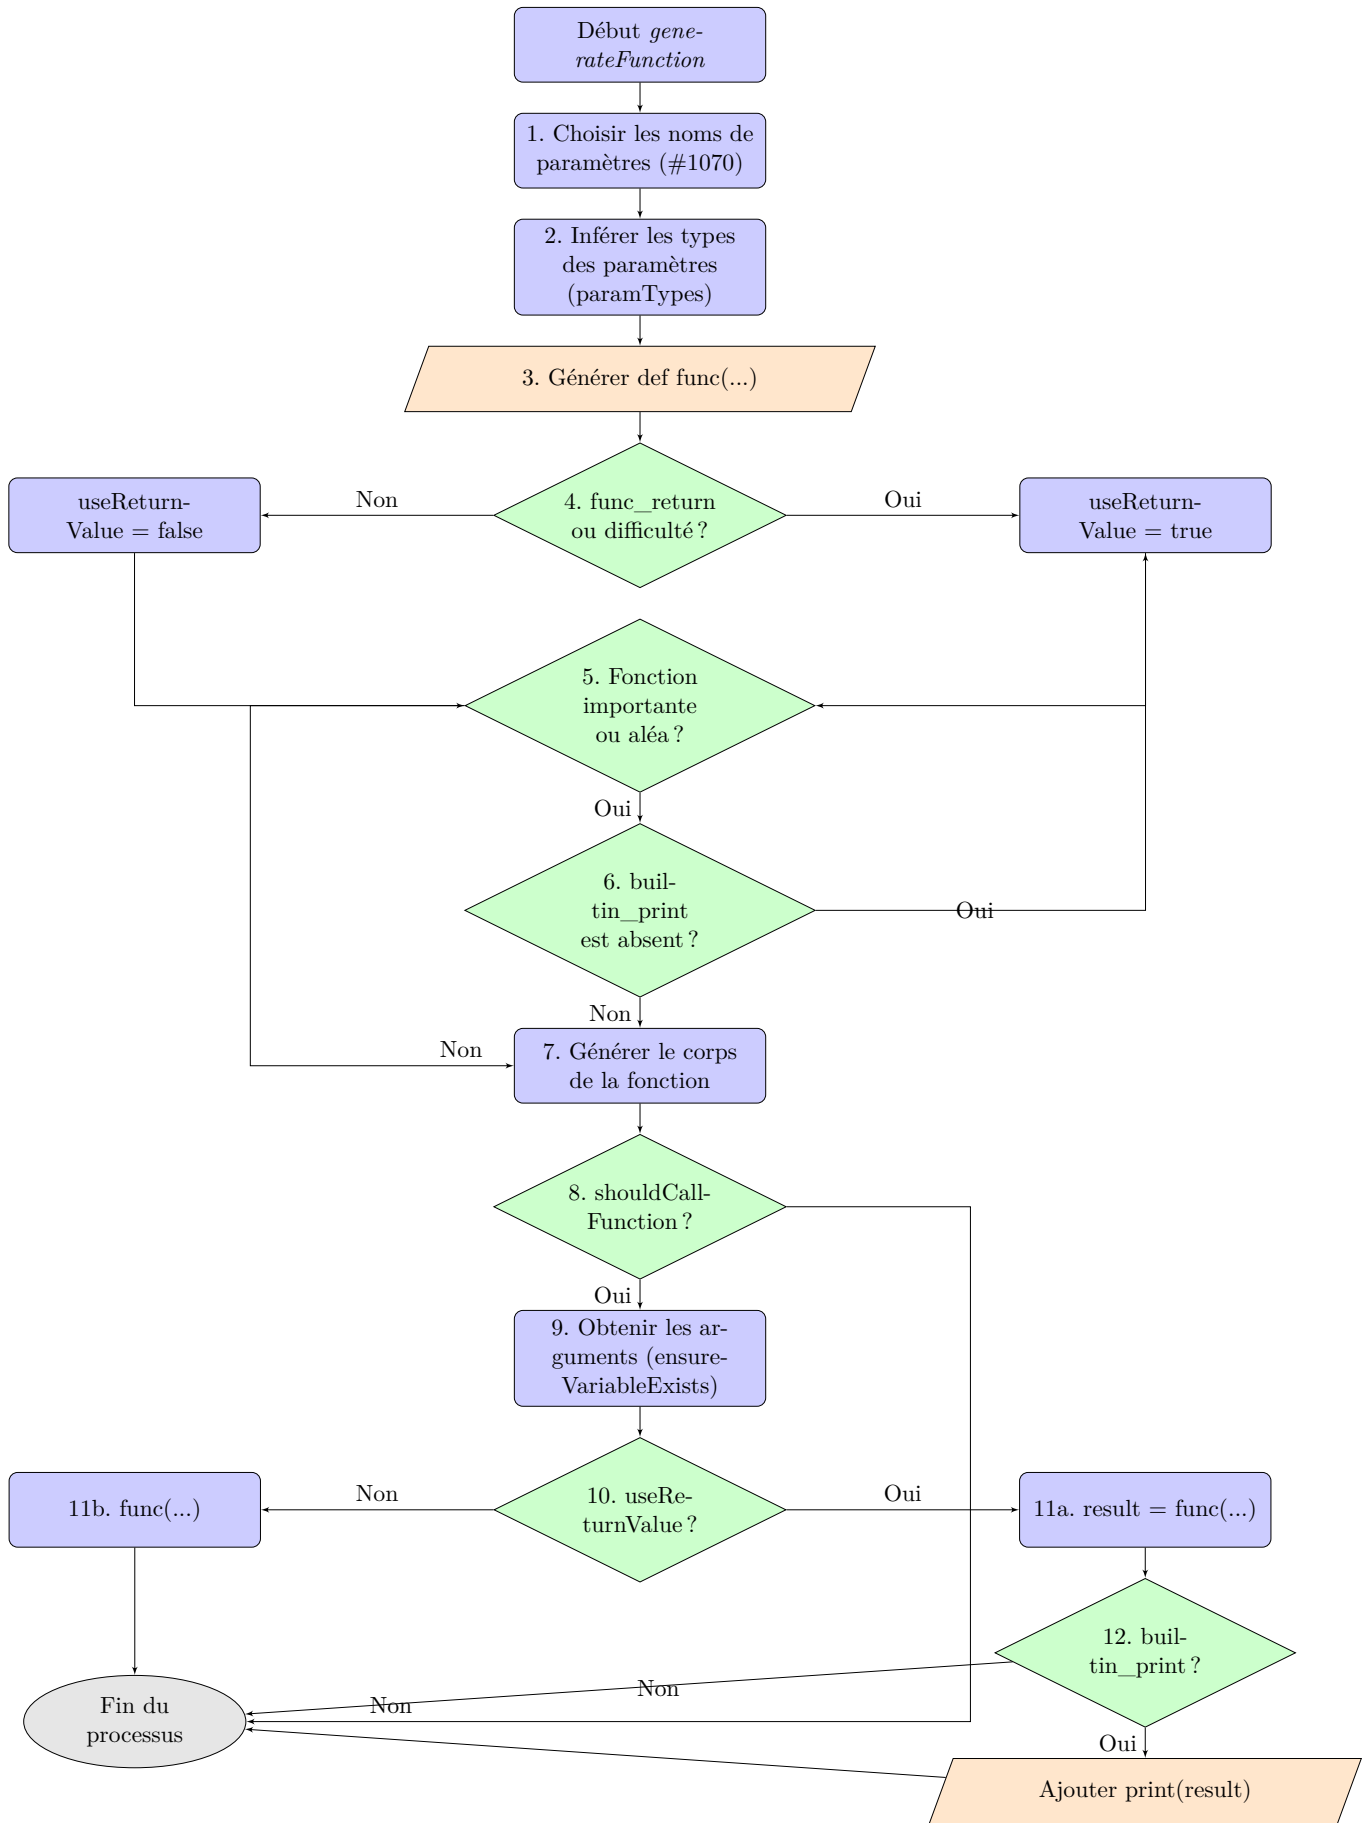 Début gene-
rateFunction
1. Choisir les noms de
paramètres (#1070)
2. Inférer les types
des paramètres
(paramTypes)
3. Générer def func(...)
useReturn-
Value = false
Non
4. func_return
ou difficulté ?
Oui
useReturn-
Value = true
5. Fonction
importante
ou aléa ?
Oui
6. buil-
tin_print
est absent ?
Oui
Non
Non
7. Générer le corps
de la fonction
8. shouldCall-
Function ?
Oui
9. Obtenir les ar-
guments (ensure-
VariableExists)
11b. func(...)
Non
10. useRe-
turnValue ?
Oui
11a. result = func(...)
12. buil-
tin_print ?
Non
Non
Fin du
processus
Oui
Ajouter print(result)